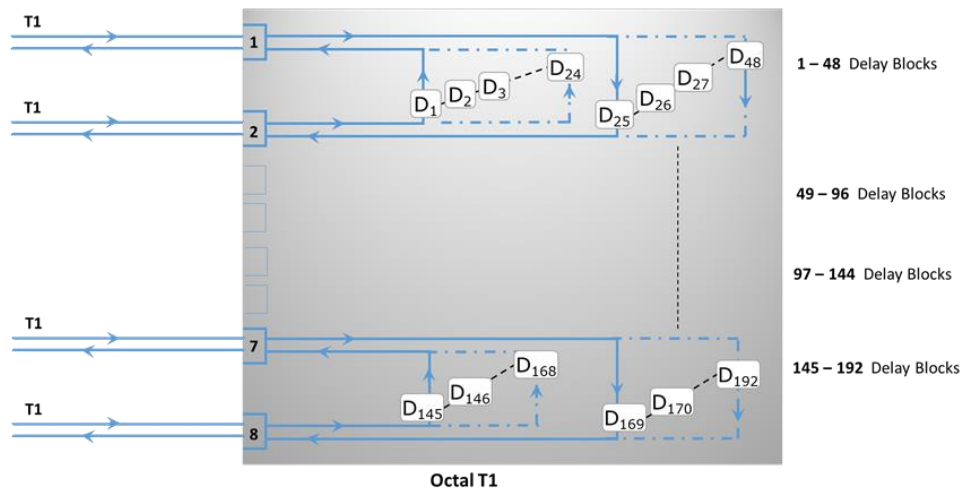 T1
1
D1 D2 D3 D24
D25 D26 D27 D48
1 – 48 Delay Blocks
T1
2
49 – 96 Delay Blocks
97 – 144 Delay Blocks
T1
7
D145 D146 D168
D169 D170 D192
145 – 192 Delay Blocks
T1
8
Octal T1